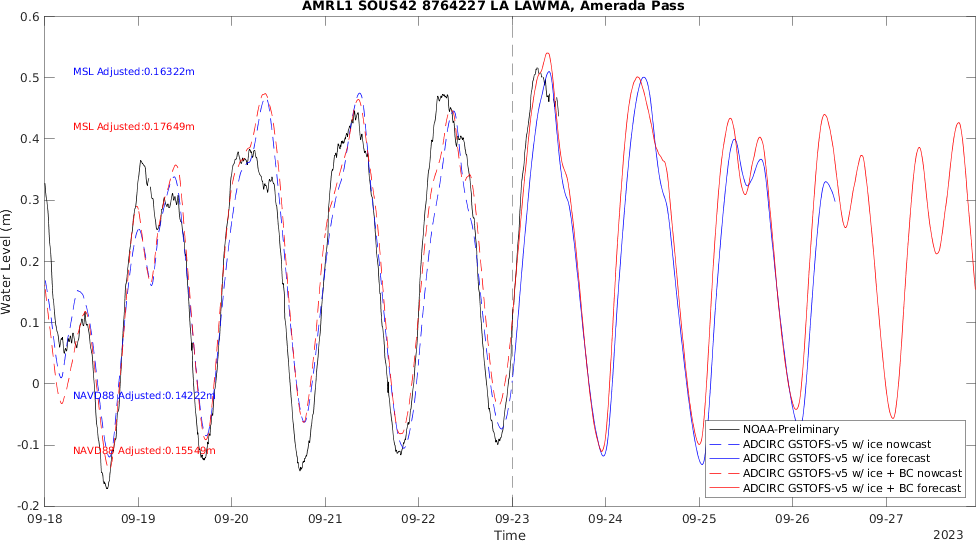 AMRL1 SOUS42 8764227 LA LAWMA, Amerada Pass
0.6
0.5
0.4
0.3
0.2
0.1
0
-0.1
-0.2
Water Level (m)
MSL Adjusted:0.16322m
MSL Adjusted:0.17649m
NAVD88 Adjusted:0.14222m
NAVD88 Adjusted:0.15549m
NOAA-Preliminary
ADCIRC GSTOFS-v5 w/ ice nowcast
ADCIRC GSTOFS-v5 w/ ice forecast
ADCIRC GSTOFS-v5 w/ ice + BC nowcast
ADCIRC GSTOFS-v5 w/ ice + BC forecast
09-18 09-19 09-20 09-21 09-22 09-23 09-24 09-25 09-26 09-27
Time
2023